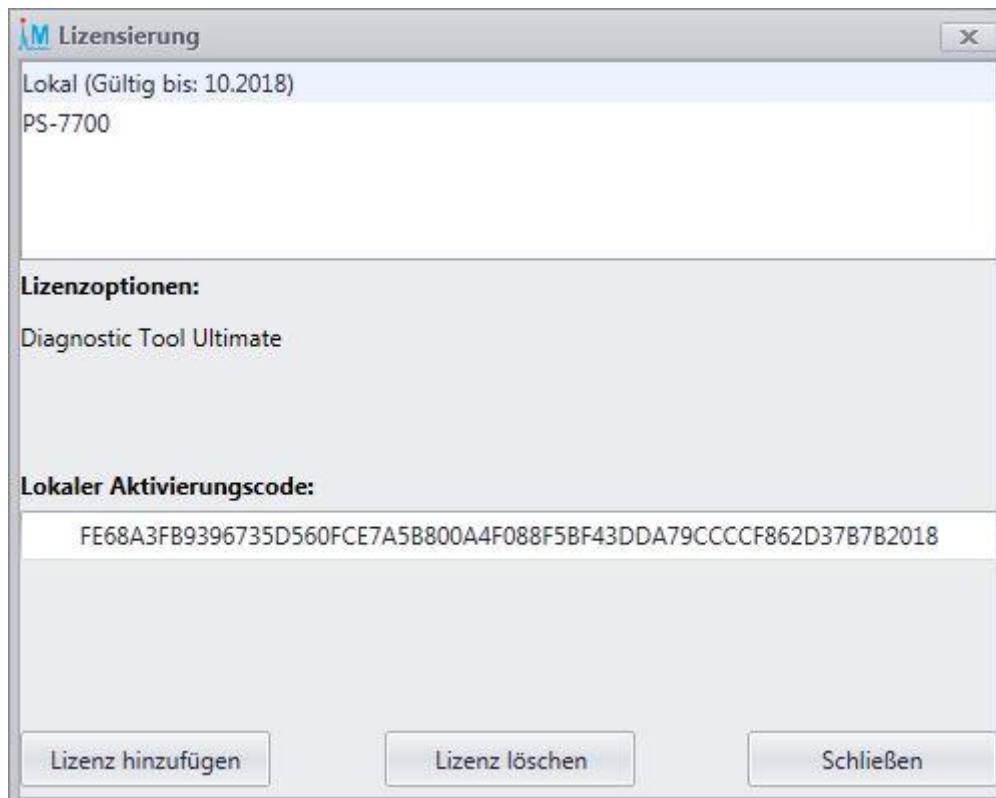 iM Lizensierung
Lokal (Gültig bis: 10.2018)
PS-7700
Lizenzoptionen:
Diagnostic Tool Ultimate
Lokaler Aktivierungscode:
FE68A3FB9396735D560FCE7A5B800A4F088F5BF43DDA79CCCCF862D37B7B2018
Lizenz hinzufügen
Lizenz löschen
Schließen